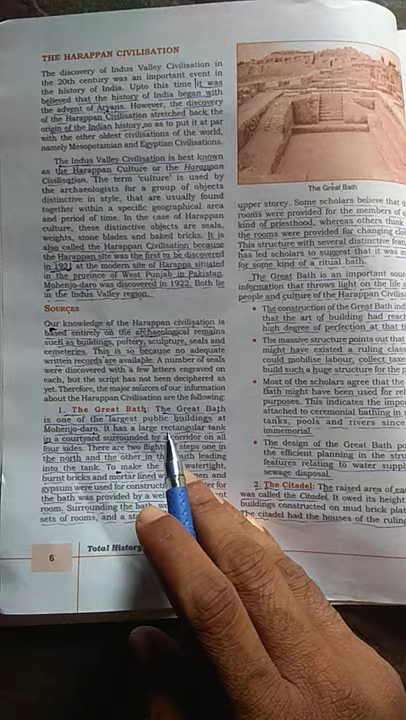 THE HARAPPAN CIVILISATION
The discovery of Indus Valley Civilisation in
the 20th century was an important event in
the history of India. Upto this time it was
believed that the history of India began with
the advent of Aryans. However, the discovery
of the Harappan Civilisation stretched back the
origin of the Indian history, so as to put it at par
with the other oldest civilisations of the world,
namely Mesopotamian and Egyptian Civilisations.
The Indus Valley Civilisation is best known
as the Harappan Culture or the Harappan
Civilisation. The term 'culture' is used by
the archaeologists for a group of objects
distinctive in style, that are usually found
together within a specific geographical area
and period of time. In the case of Harappan
culture, these distinctive objects are seals,
weights, stone blades and baked bricks. It is
also called the Harappan Civilisation because
the Harappan site was the first to be discovered
in 1921 at the modern site of Harappa situated
in the province of West Punjab in Pakistan.
Mohenjo-daro was discovered in 1922. Both lie
in the Indus Valley region.
SOURCES
Our knowledge of the Harappan civilisation is
based entirely on the archaeological remains
such as buildings, poetry, sculpture, seals and
cemeteries. This is so because no adequate
written records are available. A number of seals
were discovered with a few letters engraved on
each, but the script has not been deciphered as
yet. Therefore, the major sources of our information
about the Harappan Civilisation are the following:
1. The Great Bath: The Great Bath
is one of the largest public buildings at
Mohenjo-daro. It has a large rectangular tank
in a courtyard surrounded by corridor on all
four sides. There are two steps one in
the north and the other in leading
into the tank. To make the watertight,
burnt bricks and mortar lined and
gypsum were used for for
the bath was provided by a
room. Surrounding the bath
sets of rooms, and a
6
Total History
The Great Bath
upper storey. Some scholars believe that
rooms were provided for the members of
kind of priesthood, whereas others think
the rooms were provided for changing
This structure with several distinctive
has led scholars to suggest that it was
for some kind of ritual bath.
The Great Bath is an important
information that throws light on the life
people and culture of the Harappan
• The construction of the Great Bath
that the art of building had
high degree of perfection at that
• The massive structure points out that
might have existed a ruling
could mobilise labour, collect
build such a huge structure for the
• Most of the scholars agree that the
Bath might have been used for
purposes. This indicates the
attached to ceremonial bathing in
tanks, pools and rivers since
immemorial.
• The design of the Great Bath
the efficient planning in the
features relating to water
sewage disposal.
2. The Citadel: The raised area of
was called the Citadel. It owed its
buildings constructed on mud brick
The citadel had the houses of the ruling